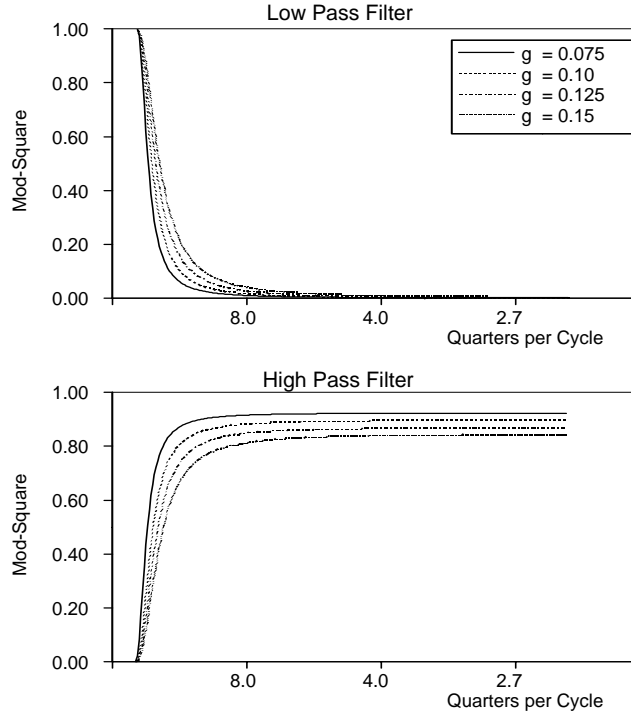 Low Pass Filter
1.00
0.80
0.60
0.40
0.20
0.00
Mod-Square
g = 0.075
g = 0.10
g = 0.125
g = 0.15
8.0 4.0 2.7
Quarters per Cycle
High Pass Filter
1.00
0.80
0.60
0.40
0.20
0.00
Mod-Square
8.0 4.0 2.7
Quarters per Cycle